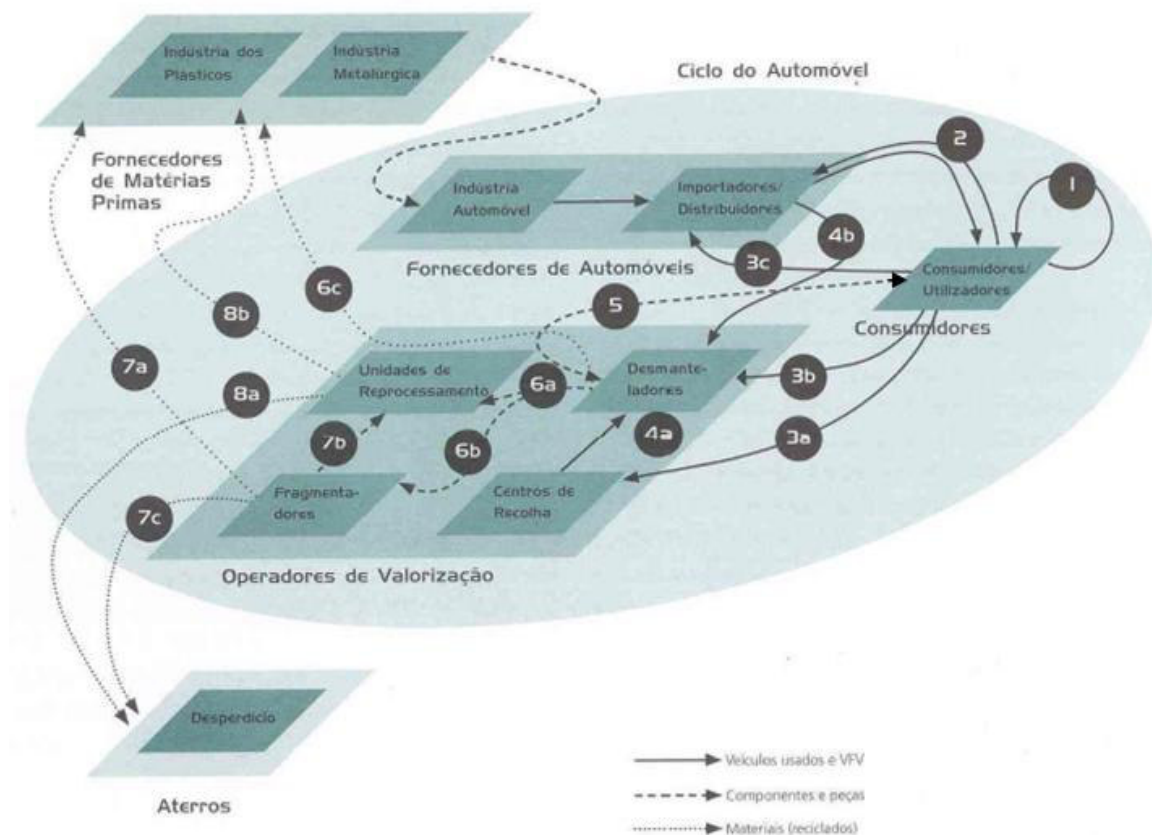 Indústria dos
Plásticos
Indústria
Metalúrgica
Ciclo do Automóvel
Fornecedores
de Matérias
Primas
Indústria
Automóvel
Importadores/
Distribuidores
2
1
4b
Fornecedores de Automóveis
3c
Consumidores/
Utilizadores
Consumidores
6c
5
8b
7a
Unidades de
Reprocessamento
6a
Desmante-
ladores
3b
8a
7b
6b
4a
3a
Fragmenta-
dores
Centros de
Recolha
7c
Operadores de Valorização
Desperdício
Aterros
Veículos usados e VFV
Componentes e peças
Materiais (reciclados)